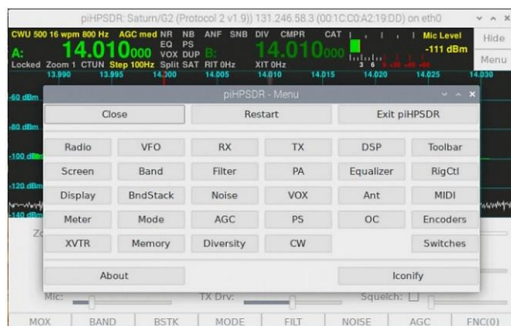 piHPSDR: Saturn/G2 (Protocol 2 v1.9)) 131.246.58.3 (00:1C:C0:A2:19:DD) on eth0
CWU 500 16 wpm 800 Hz AGC med NR NB ANF SNB DIV CMPR CAT Mic Level Hide
A: 14.010000 EQ PS VOX DUP B: 14.010000 -111 dBm
Locked Zoom 1 CTUN Step 100Hz Split SAT RIT 0Hz XIT 0Hz 3 6 9 Menu
13.990 13.995 14.000 14.005 14.010 14.015 14.020 14.025 14.030
-60 dBm
piHPSDR - Menu
Close Restart Exit piHPSDR
-80 dBm
Radio VFO RX TX DSP Toolbar
-100 dBm
Screen Band Filter PA Equalizer RigCtl
-120 dBm
Display BndStack Noise VOX Ant MIDI
-140 dBm
Meter Mode AGC PS OC Encoders
XVTR Memory Diversity CW Switches
About Iconify
Mic: TX Drv: Squelch:
MOX BAND BSTK MODE FILT NOISE AGC FNC(0)